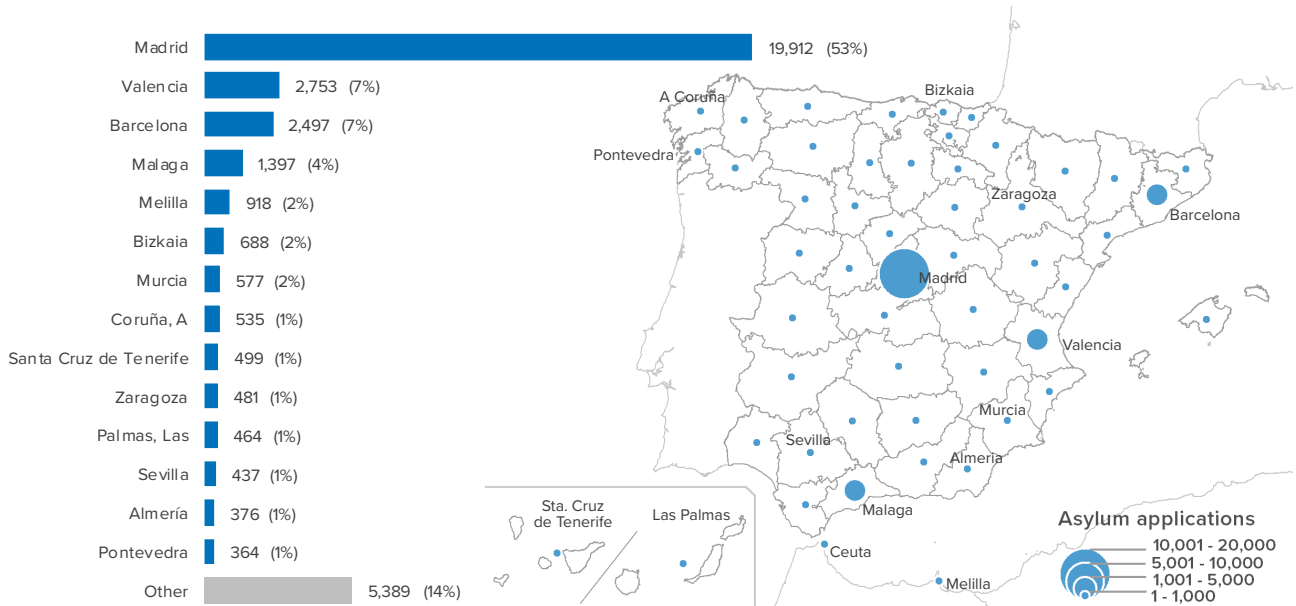 Madrid 19,912 (53%)
Valencia 2,753 (7%)
Barcelona 2,497 (7%)
Malaga 1,397 (4%)
Melilla 918 (2%)
Bizkaia 688 (2%)
Murcia 577 (2%)
Coruña, A 535 (1%)
Santa Cruz de Tenerife 499 (1%)
Zaragoza 481 (1%)
Palmas, Las 464 (1%)
Sevilla 437 (1%)
Almería 376 (1%)
Pontevedra 364 (1%)
Other 5,389 (14%)
A Coruña
Bizkaia
Pontevedra
Zaragoza
Barcelona
Madrid
Valencia
Murcia
Sevilla
Almeria
Malaga
Sta. Cruz
de Tenerife
Las Palmas
Ceuta
Melilla
Asylum applications
10,001 - 20,000
5,001 - 10,000
1,001 - 5,000
1 - 1,000